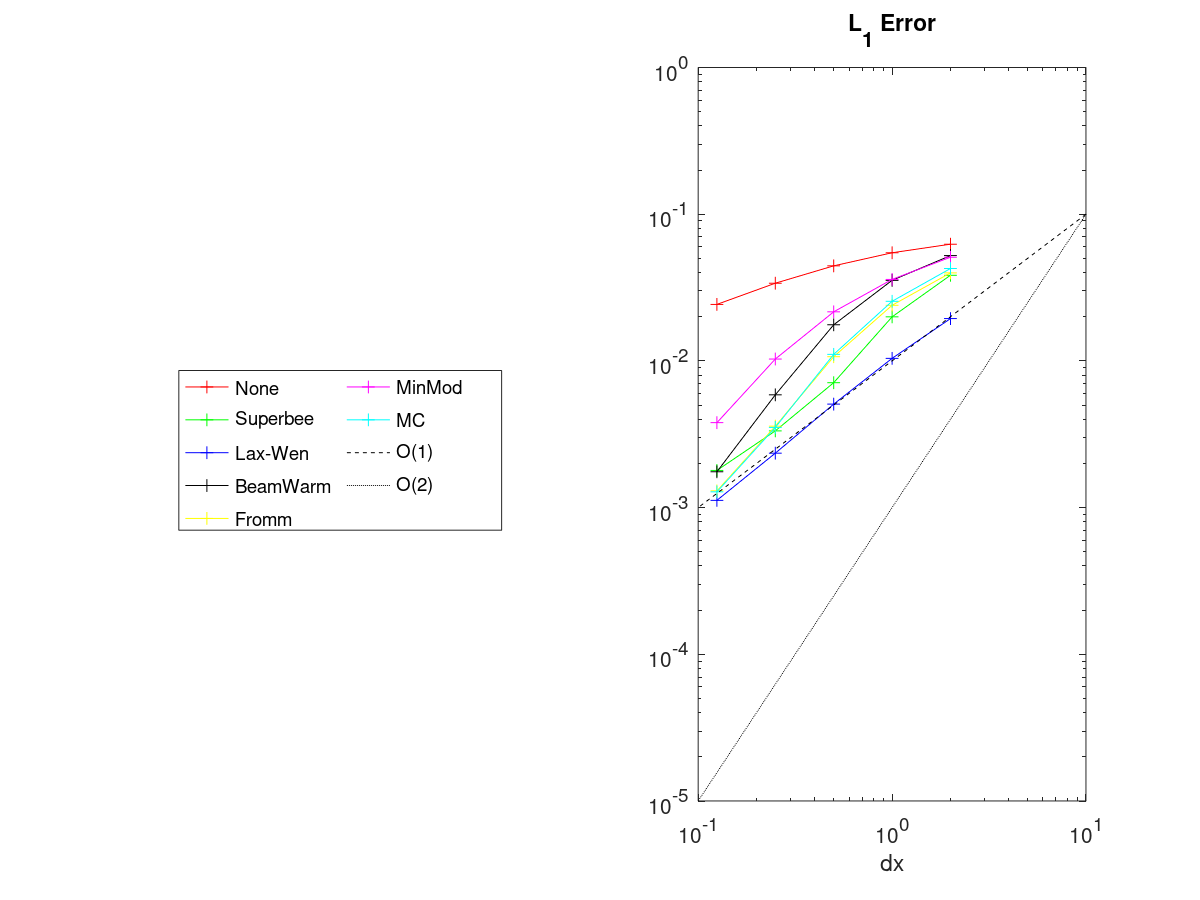 L1 Error
None
Superbee
Lax-Wen
BeamWarm
Fromm
MinMod
MC
O(1)
O(2)
10^0
10^-1
10^-2
10^-3
10^-4
10^-5
10^-1 10^0 10^1
dx